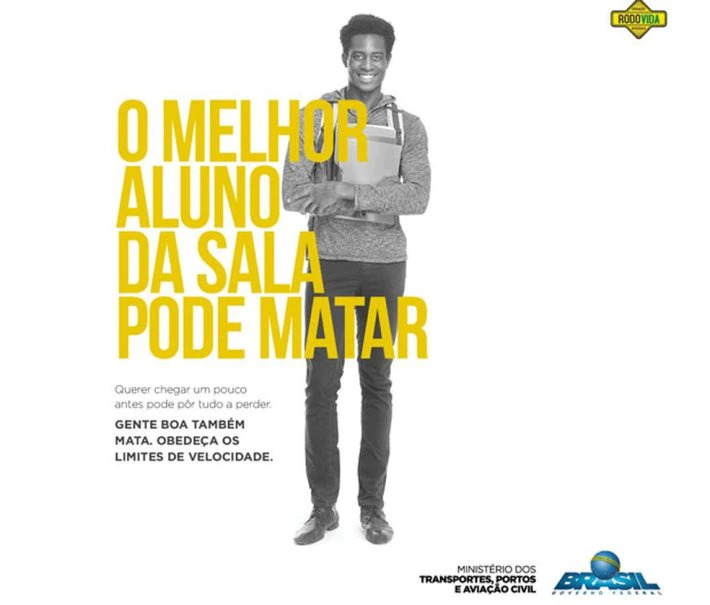 RODOVIDA
O MELHOR
ALUNO
DA SALA
PODE MATAR
Querer chegar um pouco
antes pode pôr tudo a perder.
GENTE BOA TAMBÉM
MATA. OBEDEÇA OS
LIMITES DE VELOCIDADE.
MINISTÉRIO DOS
TRANSPORTES, PORTOS
E AVIAÇÃO CIVIL
BRASIL
GOVERNO FEDERAL